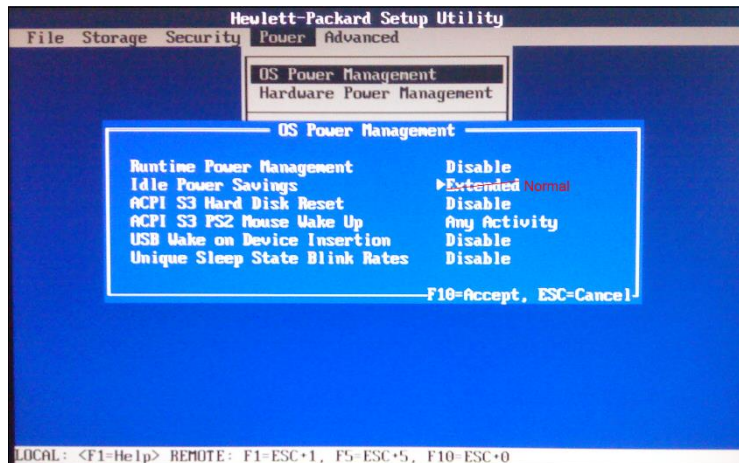 Hewlett-Packard Setup Utility
File Storage Security Power Advanced
OS Power Management
Hardware Power Management
OS Power Management
Runtime Power Management Disable
Idle Power Savings ▶Extended Normal
ACPI S3 Hard Disk Reset Disable
ACPI S3 PS2 Mouse Wake Up Any Activity
USB Wake on Device Insertion Disable
Unique Sleep State Blink Rates Disable
F10=Accept, ESC=Cancel
LOCAL: <F1=Help> REMOTE: F1=ESC+1, F5=ESC+5, F10=ESC+0